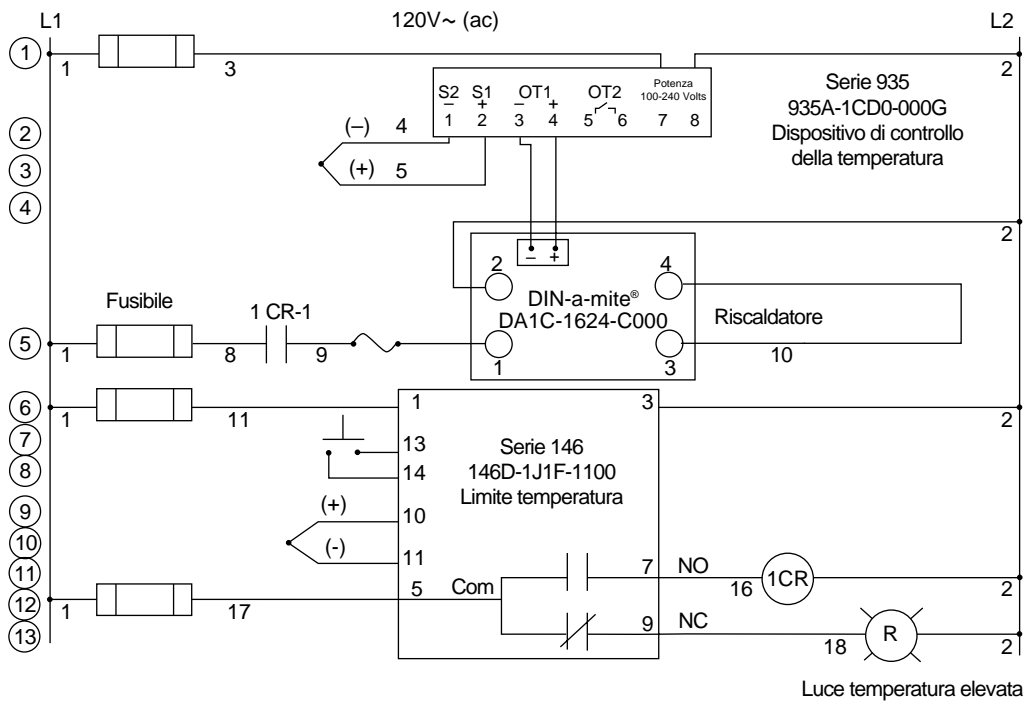 L1
120V~ (ac)
L2
1
1
3
2
S2
S1
OT1
OT2
Potenza
100-240 Volts
–
+
–
+
1
2
3
4
5
6
7
8
Serie 935
935A-1CD0-000G
Dispositivo di controllo
della temperatura
2
(–) 4
3
(+) 5
4
2
– +
2
4
DIN-a-mite®
DA1C-1624-C000
Riscaldatore
Fusibile
1 CR-1
5
1
8
9
1
3
10
6
1
11
1
3
2
7
13
8
14
Serie 146
146D-1J1F-1100
Limite temperatura
9
(+)
10
10
(-)
11
11
5
Com
7
NO
16
1CR
2
12
1
17
13
9
NC
18
R
2
Luce temperatura elevata